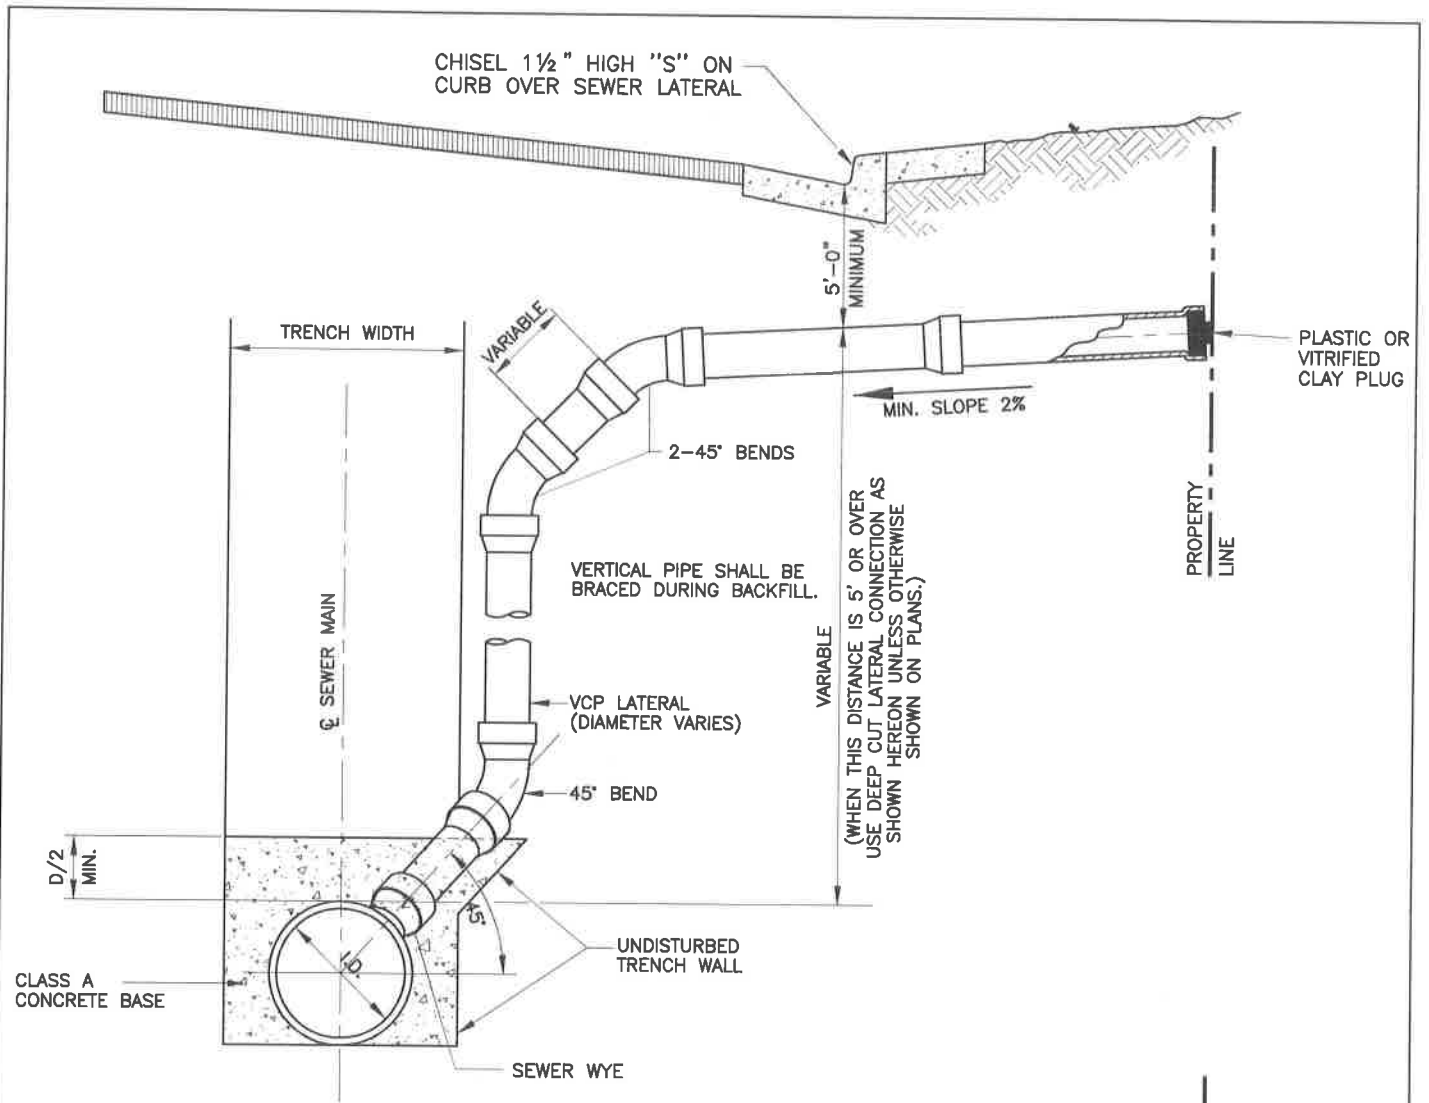 CHISEL 1½" HIGH "S" ON
CURB OVER SEWER LATERAL
5'-0"
MINIMUM
TRENCH WIDTH
VARIABLE
PLASTIC OR
VITRIFIED
CLAY PLUG
MIN. SLOPE 2%
2-45° BENDS
PROPERTY
LINE
VERTICAL PIPE SHALL BE
BRACED DURING BACKFILL.
℄ SEWER MAIN
VARIABLE
(WHEN THIS DISTANCE IS 5' OR OVER
USE DEEP CUT LATERAL CONNECTION AS
SHOWN HEREON UNLESS OTHERWISE
SHOWN ON PLANS.)
VCP LATERAL
(DIAMETER VARIES)
45° BEND
D/2
MIN.
45°
I.D.
UNDISTURBED
TRENCH WALL
CLASS A
CONCRETE BASE
SEWER WYE